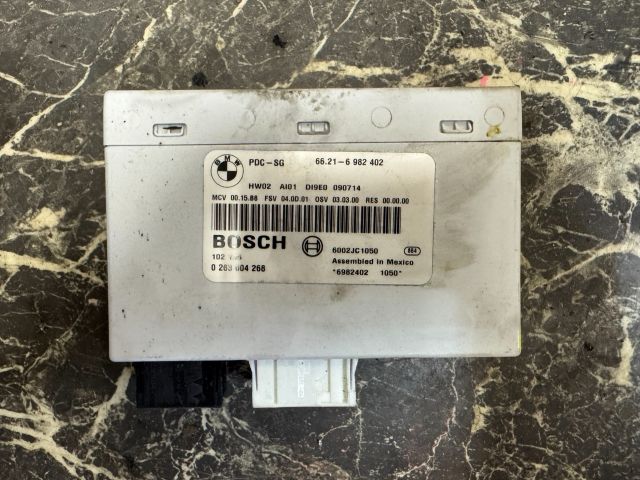 BMW
PDC-SG 66.21-6 982 402
HW02 AI01 DI9E0 090714
MCV 00.15.88 FSV 04.00.01 OSV 03.03.00 RES 00.00.00
BOSCH
6002JC1050 864
102
Assembled in Mexico
0 263 004 268
*6982402 1050*